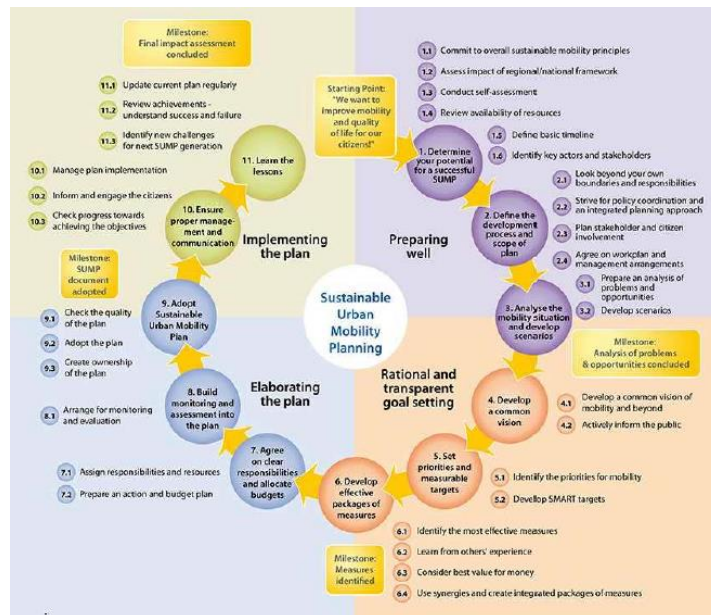 Starting Point:
"We want to
improve mobility
and quality
of life for our
citizens!"
1.1 Commit to overall sustainable mobility principles
1.2 Assess impact of regional/national framework
1.3 Conduct self-assessment
1.4 Review availability of resources
1.5 Define basic timeline
1.6 Identify key actors and stakeholders
1. Determine
your potential
for a successful
SUMP
2.1 Look beyond your own
boundaries and responsibilities
2.2 Strive for policy coordination and
an integrated planning approach
2.3 Plan stakeholder and citizen
involvement
2.4 Agree on workplan and
management arrangements
2. Define the
development
process and
scope of
plan
Preparing
well
3.1 Prepare an analysis of
problems and
opportunities
3.2 Develop scenarios
3. Analyse the
mobility situation
and develop
scenarios
Milestone:
Analysis of problems
& opportunities concluded
Sustainable
Urban
Mobility
Planning
Rational and
transparent
goal setting
4. Develop
a common
vision
4.1 Develop a common vision of
mobility and beyond
4.2 Actively inform the public
5. Set
priorities and
measurable
targets
5.1 Identify the priorities for mobility
5.2 Develop SMART targets
6. Develop
effective
packages of
measures
6.1 Identify the most effective measures
6.2 Learn from others' experience
6.3 Consider best value for money
6.4 Use synergies and create integrated packages of measures
Milestone:
Measures
identified
Elaborating
the plan
7. Agree
on clear
responsibilities
and allocate
budgets
7.1 Assign responsibilities and resources
7.2 Prepare an action and budget plan
8. Build
monitoring and
assessment into
the plan
8.1 Arrange for monitoring
and evaluation
9. Adopt
Sustainable
Urban Mobility
Plan
9.1 Check the quality
of the plan
9.2 Adopt the plan
9.3 Create ownership
of the plan
Milestone:
SUMP
document
adopted
Implementing
the plan
10. Ensure
proper manage-
ment and
communication
10.1 Manage plan implementation
10.2 Inform and engage the citizens
10.3 Check progress towards
achieving the objectives
11. Learn the
lessons
11.1 Update current plan regularly
11.2 Review achievements -
understand success and failure
11.3 Identify new challenges
for next SUMP generation
Milestone:
Final impact assessment
concluded